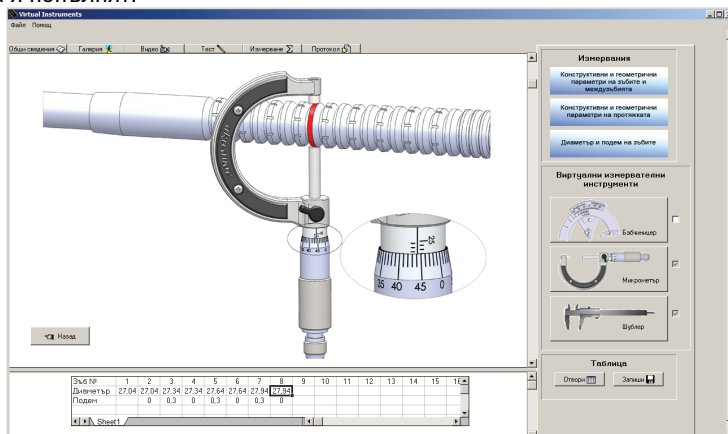 Virtual Instruments
Файл Помощ
Общи сведения Галерия Видео Тест Измерване Протокол
Измервания
Конструктивни и геометрични
параметри на зъбите и
междузъбията
Конструктивни и геометрични
параметри на протяжката
Диаметър и подем на зъбите
Виртуални измервателни
инструменти
Бабчиницер
Микрометър
Шублер
25
35 40 45 0
Назад
Таблица
Отвори Запиши
Зъб № 1 2 3 4 5 6 7 8 9 10 11 12 13 14 15 16
Диаметър 27,04 27,04 27,34 27,34 27,64 27,64 27,94 27,94
Подем 0 0,3 0 0,3 0 0,3 0
Sheet1